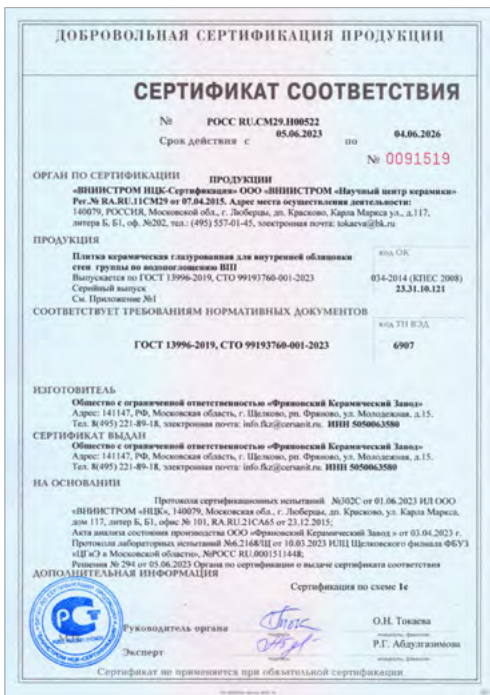 ДОБРОВОЛЬНАЯ СЕРТИФИКАЦИЯ ПРОДУКЦИИ
СЕРТИФИКАТ СООТВЕТСТВИЯ
№ РОСС RU.СМ29.Н00522
Срок действия с 05.06.2023 по 04.06.2026
№ 0091519
ОРГАН ПО СЕРТИФИКАЦИИ ПРОДУКЦИИ
«ВНИИСТРОМ НЦК-Сертификация» ООО «ВНИИСТРОМ «Научный центр керамики»
Рег.№ RA.RU.11СМ29 от 07.04.2015. Адрес места осуществления деятельности:
140079, РОССИЯ, Московской обл., г. Люберцы, дп. Красково, Карла Маркса ул., д.117,
литера Б, Б1, оф. №202, тел.: (495) 557-01-45, электронная почта: tokaeva@bk.ru
ПРОДУКЦИЯ
код ОК
Плитка керамическая глазурованная для внутренней облицовки
стен группы по водопоглощению BIII
Выпускается по ГОСТ 13996-2019, СТО 99193760-001-2023
034-2014 (КПЕС 2008)
Серийный выпуск
23.31.10.121
См. Приложение №1
СООТВЕТСТВУЕТ ТРЕБОВАНИЯМ НОРМАТИВНЫХ ДОКУМЕНТОВ
код ТН ВЭД
ГОСТ 13996-2019, СТО 99193760-001-2023
6907
ИЗГОТОВИТЕЛЬ
Общество с ограниченной ответственностью «Фряновский Керамический Завод»
Адрес: 141147, РФ, Московская область, г. Щелково, рп. Фряново, ул. Молодежная, д.15.
Тел. 8(495) 221-89-18, электронная почта: info.fkz@cersanit.ru. ИНН 5050063580
СЕРТИФИКАТ ВЫДАН
Общество с ограниченной ответственностью «Фряновский Керамический Завод»
Адрес: 141147, РФ, Московская область, г. Щелково, рп. Фряново, ул. Молодежная, д.15.
Тел. 8(495) 221-89-18, электронная почта: info.fkz@cersanit.ru. ИНН 5050063580
НА ОСНОВАНИИ
Протокола сертификационных испытаний №302С от 01.06.2023 ИЛ ООО
«ВНИИСТРОМ «НЦК», 140079, Московская обл., г. Люберцы, дп. Красково, ул. Карла Маркса,
дом 117, литер Б, Б1, офис № 101, RA.RU.21СА65 от 23.12.2015;
Акта анализа состояния производства ООО «Фряновский Керамический Завод » от 03.04.2023 г.
Протокола лабораторных испытаний №6.2168/Щ от 10.03.2023 ИЛЦ Щелковского филиала ФБУЗ
«ЦГиЭ в Московской области», №РОСС RU.0001511448;
Решения № 294 от 05.06.2023 Органа по сертификации о выдаче сертификата соответствия
ДОПОЛНИТЕЛЬНАЯ ИНФОРМАЦИЯ
Сертификация по схеме 1с
Руководитель органа
О.Н. Токаева
Эксперт
Р.Г. Абдулгазимова
Сертификат не применяется при обязательной сертификации